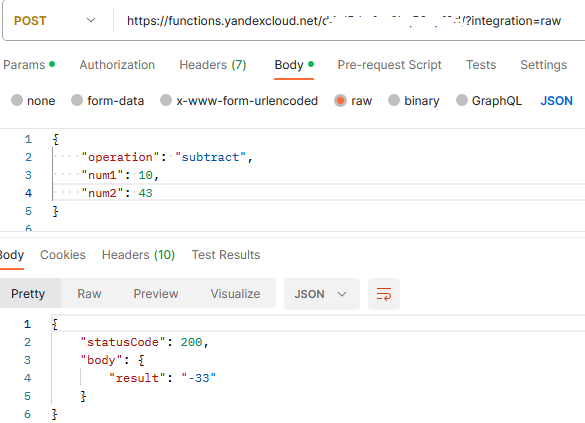 POST https://functions.yandexcloud.net/ /?integration=raw
Params Authorization Headers (7) Body Pre-request Script Tests Settings
none form-data x-www-form-urlencoded raw binary GraphQL JSON
1 {
2 "operation": "subtract",
3 "num1": 10,
4 "num2": 43
5 }
6
Body Cookies Headers (10) Test Results
Pretty Raw Preview Visualize JSON
1 {
2 "statusCode": 200,
3 "body": {
4 "result": "-33"
5 }
6 }